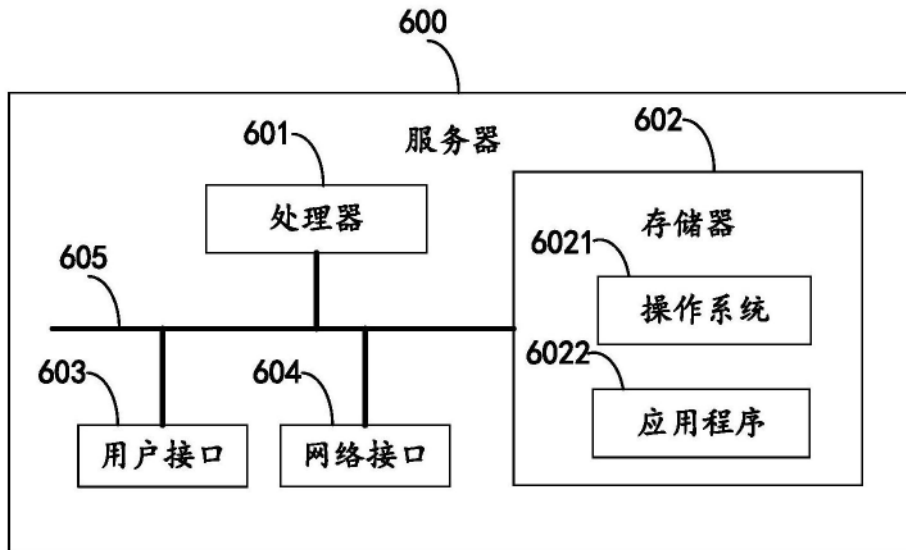 600
服务器
601
602
处理器
存储器
6021
605
操作系统
6022
603
604
应用程序
用户接口
网络接口